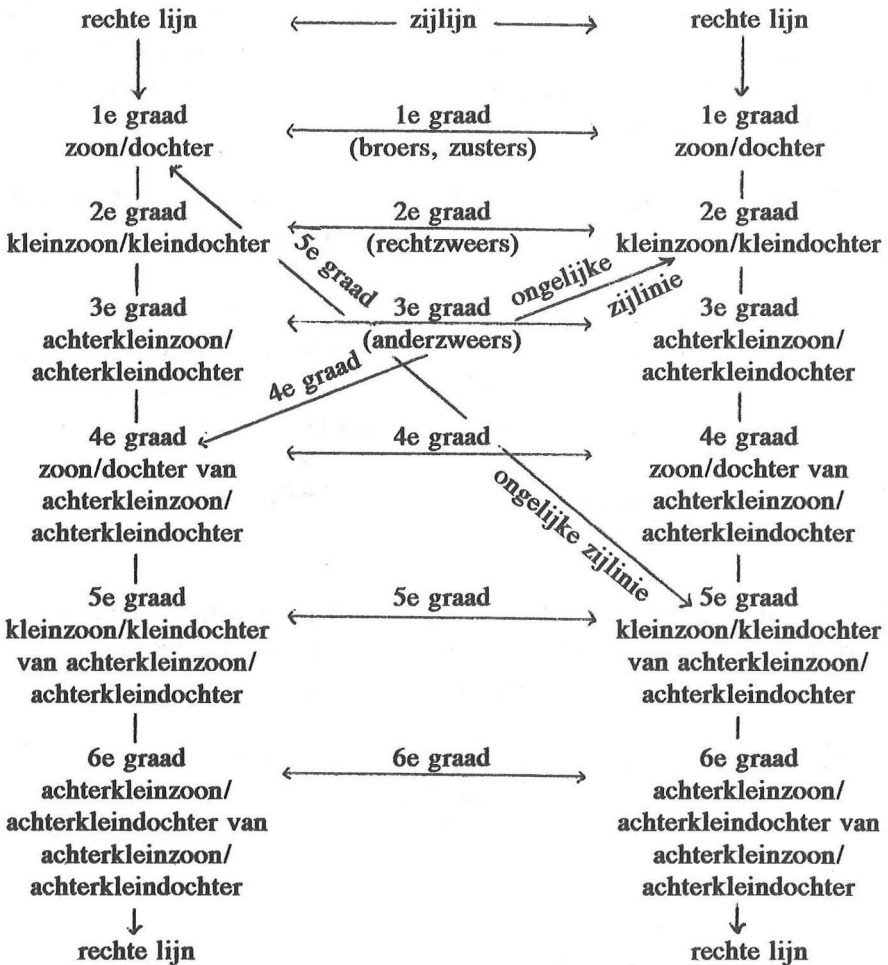 rechte lijn zijlijn rechte lijn
1e graad 1e graad 1e graad
zoon/dochter (broers, zusters) zoon/dochter
2e graad 2e graad 2e graad
kleinzoon/kleindochter (rechtzweers) kleinzoon/kleindochter
5e graad
ongelijke
zijlinie
3e graad 3e graad 3e graad
achterkleinzoon/ (anderzweers) achterkleinzoon/
achterkleindochter achterkleindochter
4e graad
4e graad 4e graad 4e graad
zoon/dochter van zoon/dochter van
achterkleinzoon/ achterkleinzoon/
achterkleindochter achterkleindochter
ongelijke zijlinie
5e graad 5e graad 5e graad
kleinzoon/kleindochter kleinzoon/kleindochter
van achterkleinzoon/ van achterkleinzoon/
achterkleindochter achterkleindochter
6e graad 6e graad 6e graad
achterkleinzoon/ achterkleinzoon/
achterkleindochter van achterkleindochter van
achterkleinzoon/ achterkleinzoon/
achterkleindochter achterkleindochter
rechte lijn rechte lijn